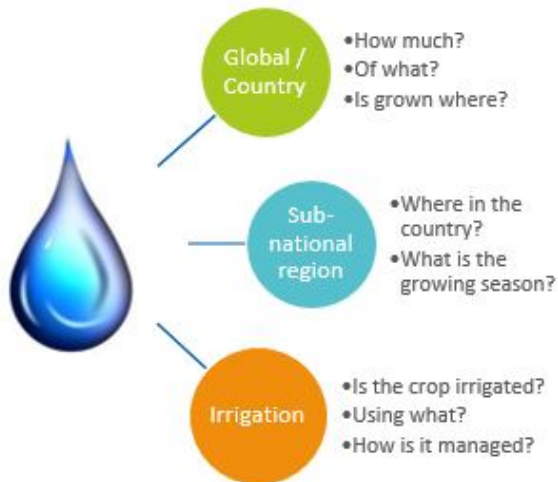 Global /
Country
•How much?
•Of what?
•Is grown where?
Sub-
national
region
•Where in the
country?
•What is the
growing season?
Irrigation
•Is the crop irrigated?
•Using what?
•How is it managed?